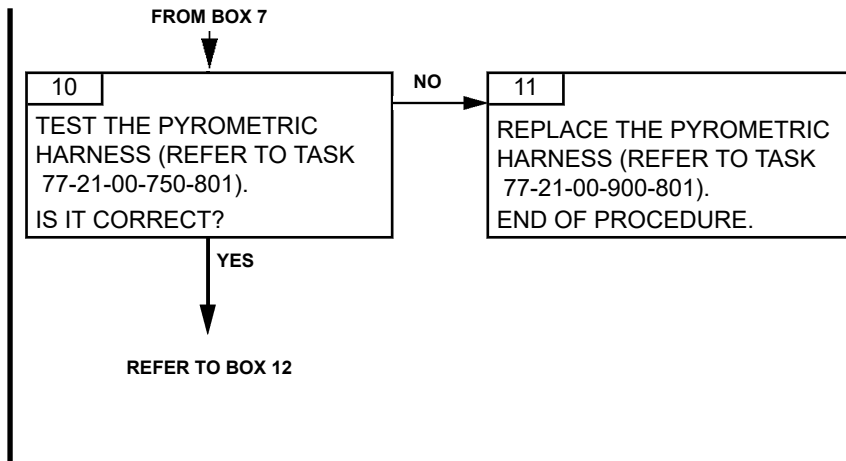 FROM BOX 7
10
TEST THE PYROMETRIC
HARNESS (REFER TO TASK
77-21-00-750-801).
IS IT CORRECT?
NO
11
REPLACE THE PYROMETRIC
HARNESS (REFER TO TASK
77-21-00-900-801).
END OF PROCEDURE.
YES
REFER TO BOX 12